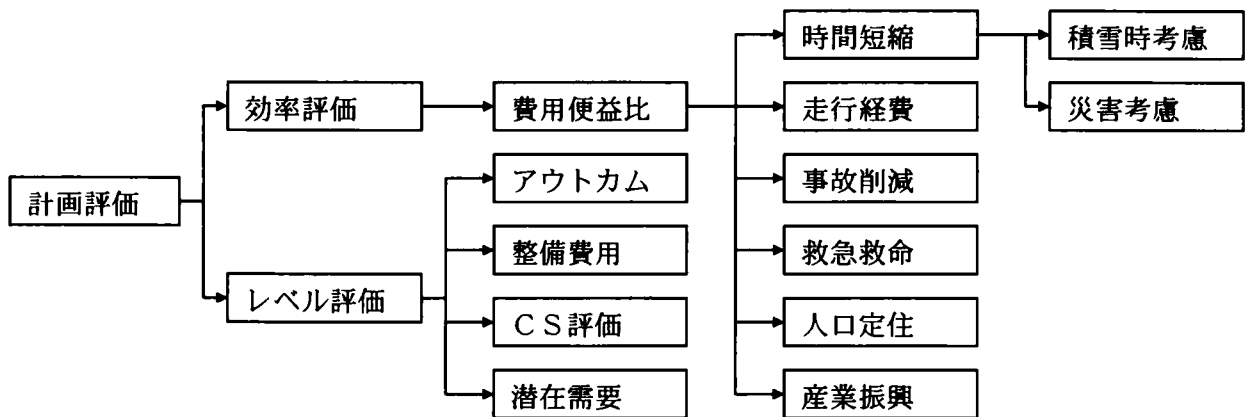 時間短縮
積雪時考慮
効率評価
費用便益比
走行経費
災害考慮
アウトカム
事故削減
計画評価
整備費用
救急救命
レベル評価
ＣＳ評価
人口定住
潜在需要
産業振興